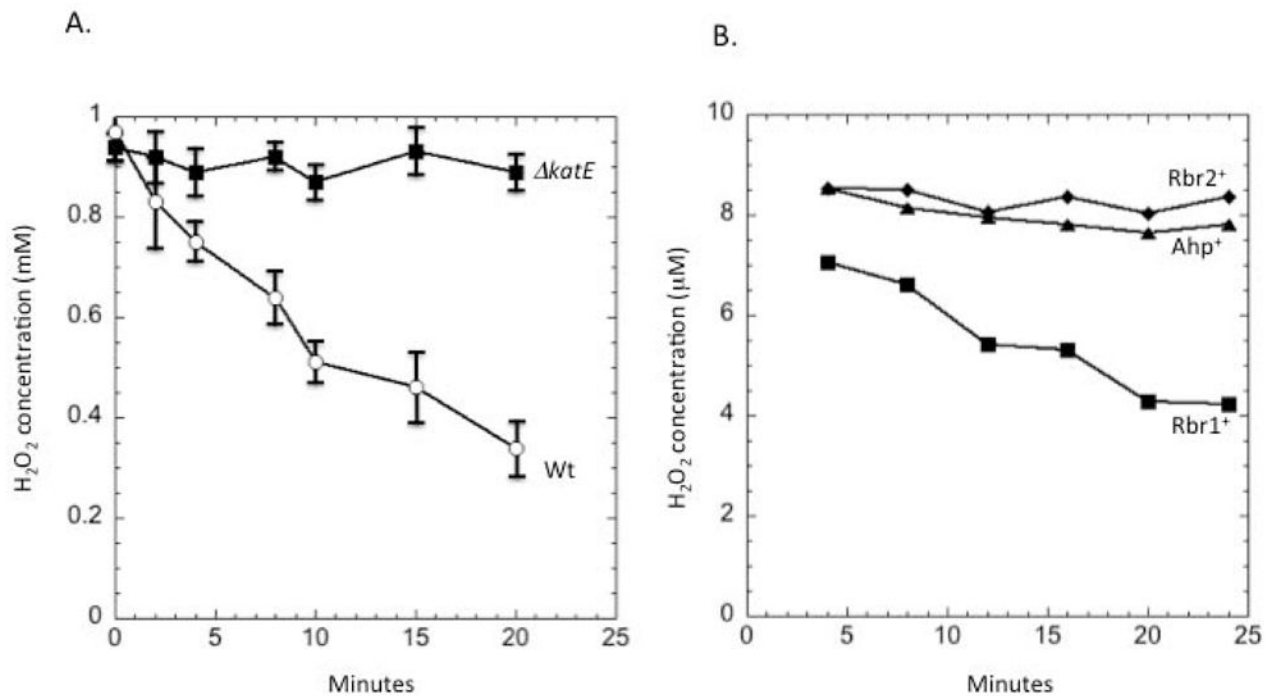 A.
H₂O₂ concentration (mM)
1
0.8
0.6
0.4
0.2
0
ΔkatE
Wt
0 5 10 15 20 25
Minutes
B.
H₂O₂ concentration (μM)
10
8
6
4
2
0
Rbr2⁺
Ahp⁺
Rbr1⁺
0 5 10 15 20 25
Minutes